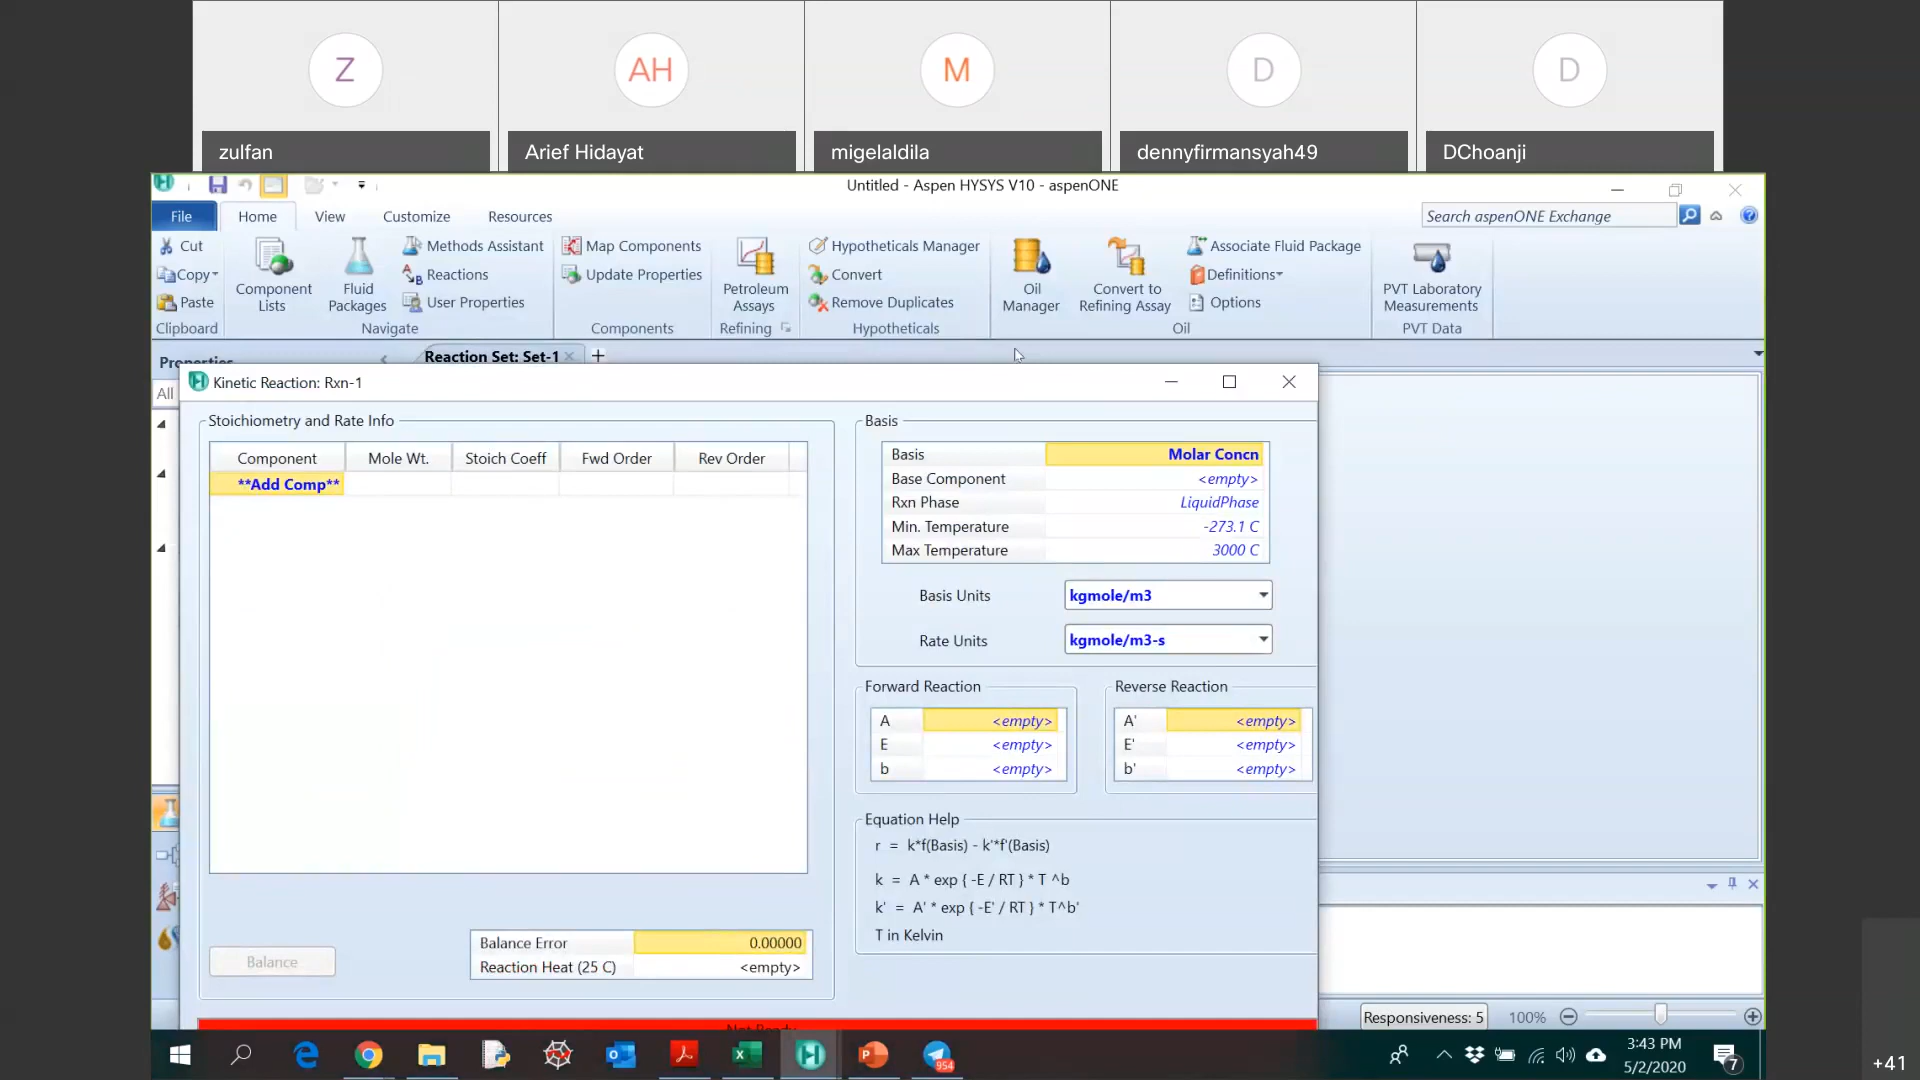 Z
AH
M
D
D
zulfan
Arief Hidayat
migelaldila
dennyfirmansyah49
DChoanji
Untitled - Aspen HYSYS V10 - aspenONE
File
Home
View
Customize
Resources
Search aspenONE Exchange
Cut
Copy
Paste
Clipboard
Component Lists
Fluid Packages
Methods Assistant
Reactions
User Properties
Navigate
Map Components
Update Properties
Components
Petroleum Assays
Refining
Hypotheticals Manager
Convert
Remove Duplicates
Hypotheticals
Oil Manager
Convert to Refining Assay
Associate Fluid Package
Definitions
Options
Oil
PVT Laboratory Measurements
PVT Data
Properties
Reaction Set: Set-1
All
Kinetic Reaction: Rxn-1
Stoichiometry and Rate Info
Component Mole Wt. Stoich Coeff Fwd Order Rev Order
**Add Comp**
Balance
Balance Error 0.00000
Reaction Heat (25 C) <empty>
Basis
Basis Molar Concn
Base Component <empty>
Rxn Phase LiquidPhase
Min. Temperature -273.1 C
Max Temperature 3000 C
Basis Units kgmole/m3
Rate Units kgmole/m3-s
Forward Reaction
A <empty>
E <empty>
b <empty>
Reverse Reaction
A' <empty>
E' <empty>
b' <empty>
Equation Help
r = k*f(Basis) - k'*f'(Basis)
k = A * exp { -E / RT } * T ^b
k' = A' * exp { -E' / RT } * T^b'
T in Kelvin
Not Ready
Responsiveness: 5
100%
954
3:43 PM
5/2/2020
7
+41